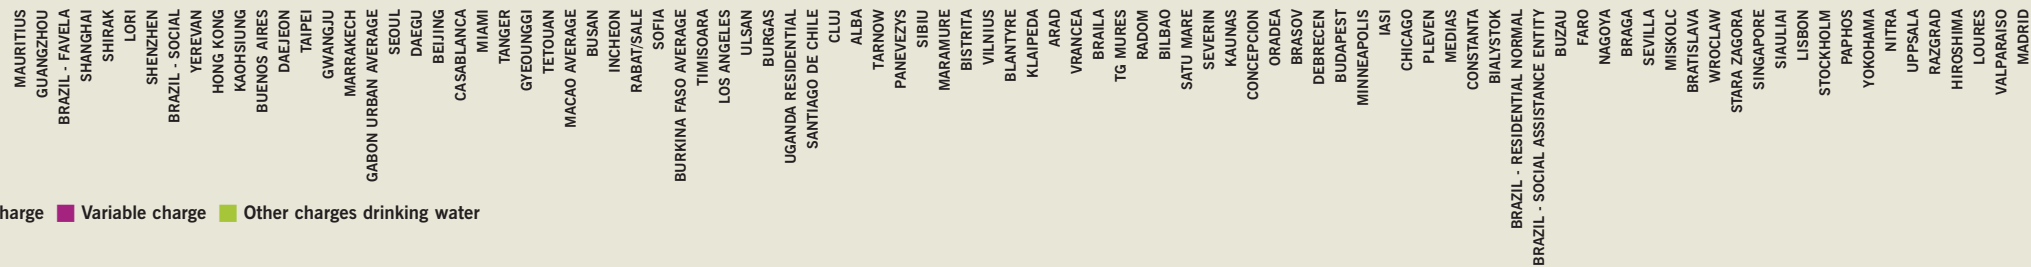 MAURITIUS
GUANGZHOU
BRAZIL - FAVELA
SHANGHAI
SHIRAK
LORI
SHENZHEN
BRAZIL - SOCIAL
YEREVAN
HONG KONG
KAOHSIUNG
BUENOS AIRES
DAEJEON
TAIPEI
GWANGJU
MARRAKECH
GABON URBAN AVERAGE
SEOUL
DAEGU
BEIJING
CASABLANCA
MIAMI
TANGER
GYEOUNGGI
TETOUAN
MACAO AVERAGE
BUSAN
INCHEON
RABAT/SALE
SOFIA
BURKINA FASO AVERAGE
TIMISOARA
LOS ANGELES
ULSAN
BURGAS
UGANDA RESIDENTIAL
SANTIAGO DE CHILE
CLUJ
ALBA
TARNOW
PANEVEZYS
SIBIU
MARAMURE
BISTRITA
VILNIUS
BLANTYRE
KLAIPEDA
ARAD
VRANCEA
BRAILA
TG MURES
RADOM
BILBAO
SATU MARE
SEVERIN
KAUNAS
CONCEPCION
ORADEA
BRASOV
DEBRECEN
BUDAPEST
MINNEAPOLIS
IASI
CHICAGO
PLEVEN
MEDIAS
CONSTANTA
BIALYSTOK
BRAZIL - RESIDENTIAL NORMAL
BRAZIL - SOCIAL ASSISTANCE ENTITY
BUZAU
FARO
NAGOYA
BRAGA
SEVILLA
MISKOLC
BRATISLAVA
WROCLAW
STARA ZAGORA
SINGAPORE
SIAULIAI
LISBON
STOCKHOLM
PAPHOS
YOKOHAMA
NITRA
UPPSALA
RAZGRAD
HIROSHIMA
LOURES
VALPARAISO
MADRID
harge Variable charge Other charges drinking water